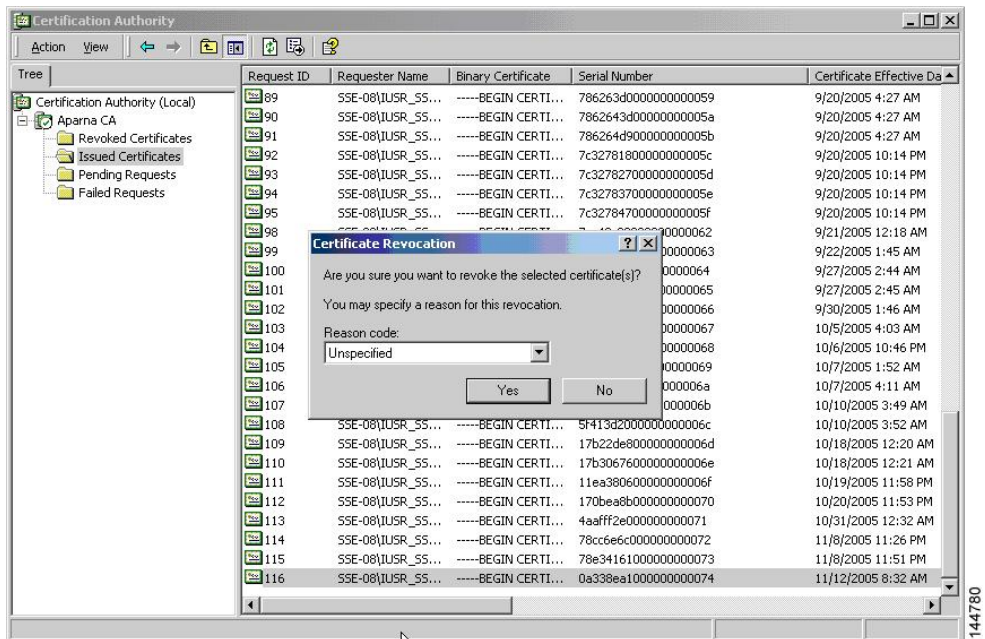 Certification Authority
Action View
Tree
Certification Authority (Local)
Aparna CA
Revoked Certificates
Issued Certificates
Pending Requests
Failed Requests
Request ID Requester Name Binary Certificate Serial Number Certificate Effective Da
89 SSE-08\IUSR_SS... -----BEGIN CERTI... 786263d0000000000059 9/20/2005 4:27 AM
90 SSE-08\IUSR_SS... -----BEGIN CERTI... 7862643d00000000005a 9/20/2005 4:27 AM
91 SSE-08\IUSR_SS... -----BEGIN CERTI... 786264d900000000005b 9/20/2005 4:27 AM
92 SSE-08\IUSR_SS... -----BEGIN CERTI... 7c32781800000000005c 9/20/2005 10:14 PM
93 SSE-08\IUSR_SS... -----BEGIN CERTI... 7c32782700000000005d 9/20/2005 10:14 PM
94 SSE-08\IUSR_SS... -----BEGIN CERTI... 7c32783700000000005e 9/20/2005 10:14 PM
95 SSE-08\IUSR_SS... -----BEGIN CERTI... 7c32784700000000005f 9/20/2005 10:14 PM
98 9/21/2005 12:18 AM
99 0000063 9/22/2005 1:45 AM
100 0000064 9/27/2005 2:44 AM
101 0000065 9/27/2005 2:45 AM
102 0000066 9/30/2005 1:46 AM
103 0000067 10/5/2005 4:03 AM
104 0000068 10/6/2005 10:46 PM
105 0000069 10/7/2005 1:52 AM
106 000006a 10/7/2005 4:11 AM
107 000006b 10/10/2005 3:49 AM
108 SSE-08\IUSR_SS... -----BEGIN CERTI... 5f413d2000000000006c 10/10/2005 3:52 AM
109 SSE-08\IUSR_SS... -----BEGIN CERTI... 17b22de800000000006d 10/18/2005 12:20 AM
110 SSE-08\IUSR_SS... -----BEGIN CERTI... 17b3067600000000006e 10/18/2005 12:21 AM
111 SSE-08\IUSR_SS... -----BEGIN CERTI... 11ea380600000000006f 10/19/2005 11:58 PM
112 SSE-08\IUSR_SS... -----BEGIN CERTI... 170bea8b000000000070 10/20/2005 11:53 PM
113 SSE-08\IUSR_SS... -----BEGIN CERTI... 4aafff2e000000000071 10/31/2005 12:32 AM
114 SSE-08\IUSR_SS... -----BEGIN CERTI... 78cc6e6c000000000072 11/8/2005 11:26 PM
115 SSE-08\IUSR_SS... -----BEGIN CERTI... 78e34161000000000073 11/8/2005 11:51 PM
116 SSE-08\IUSR_SS... -----BEGIN CERTI... 0a338ea1000000000074 11/12/2005 8:32 AM
Certificate Revocation
Are you sure you want to revoke the selected certificate(s)?
You may specify a reason for this revocation.
Reason code:
Unspecified
Yes No
144780